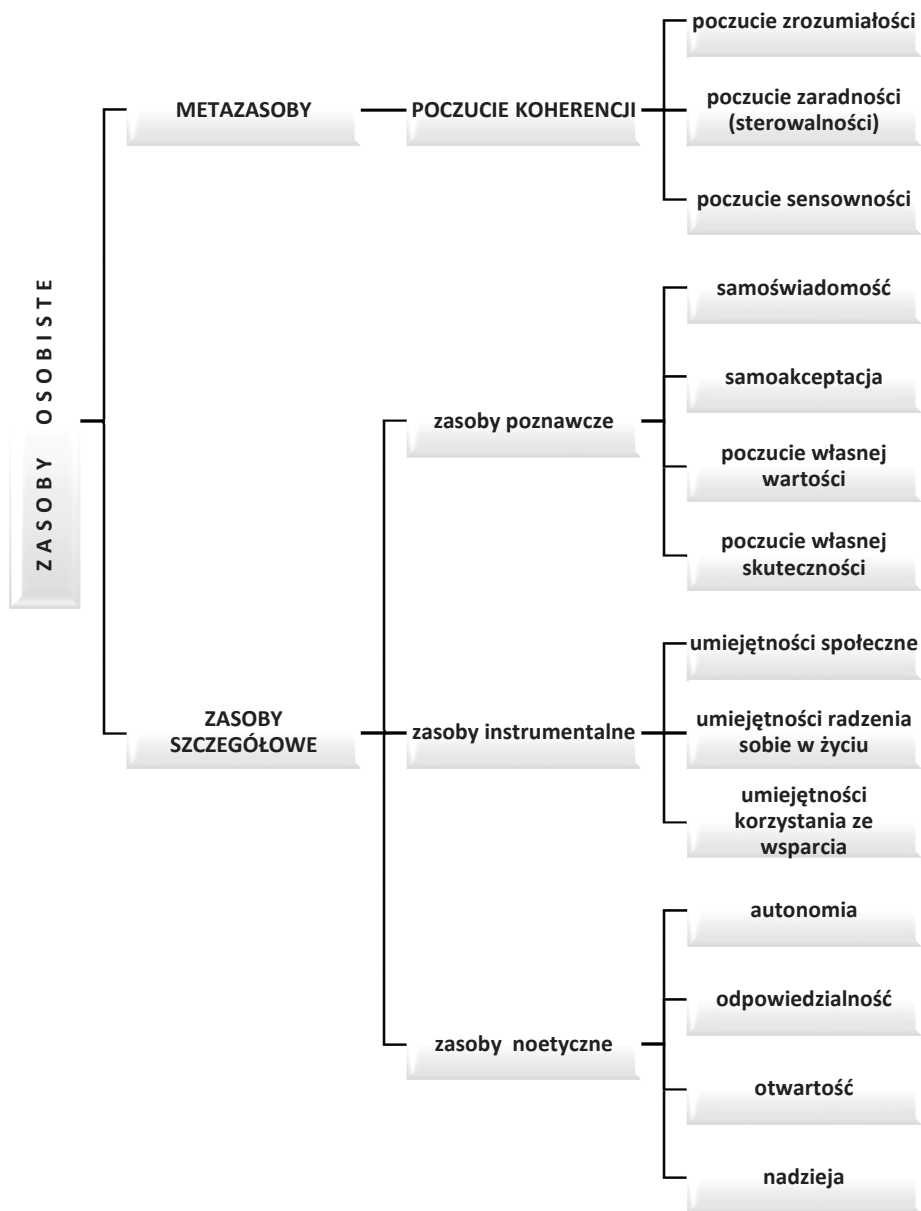 ZASOBY OSOBISTE
METAZASOBY
POCZUCIE KOHERENCJI
poczucie zrozumiałości
poczucie zaradności
(sterowalności)
poczucie sensowności
ZASOBY
SZCZEGÓŁOWE
zasoby poznawcze
samoświadomość
samoakceptacja
poczucie własnej
wartości
poczucie własnej
skuteczności
zasoby instrumentalne
umiejętności społeczne
umiejętności radzenia
sobie w życiu
umiejętności
korzystania ze
wsparcia
zasoby noetyczne
autonomia
odpowiedzialność
otwartość
nadzieja